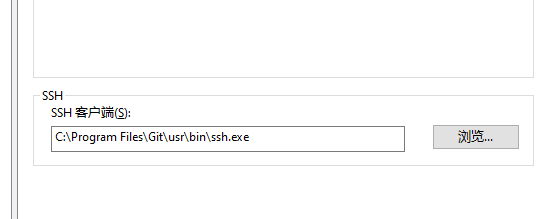 SSH
SSH 客户端(S):
C:\Program Files\Git\usr\bin\ssh.exe
浏览...